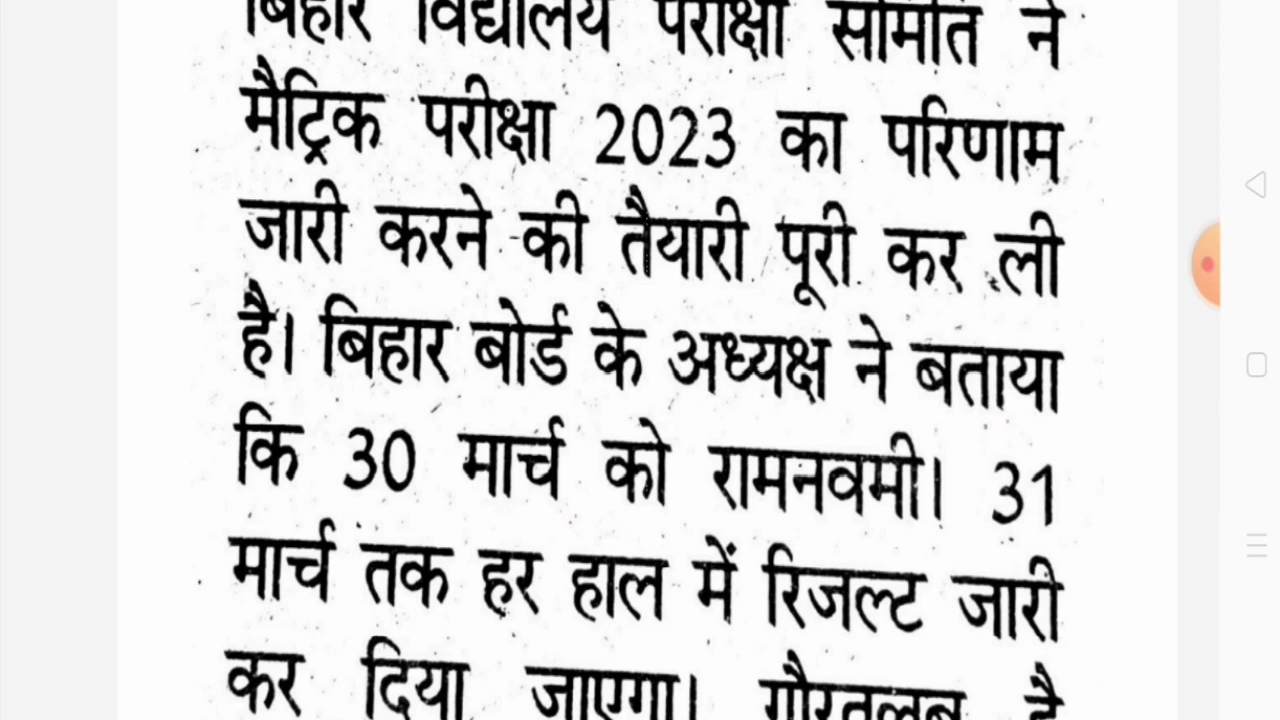 बिहार विद्यालय परीक्षा समिति ने
मैट्रिक परीक्षा 2023 का परिणाम
जारी करने की तैयारी पूरी कर ली
है। बिहार बोर्ड के अध्यक्ष ने बताया
कि 30 मार्च को रामनवमी। 31
मार्च तक हर हाल में रिजल्ट जारी
कर दिया जाएगा। गौरतलब है